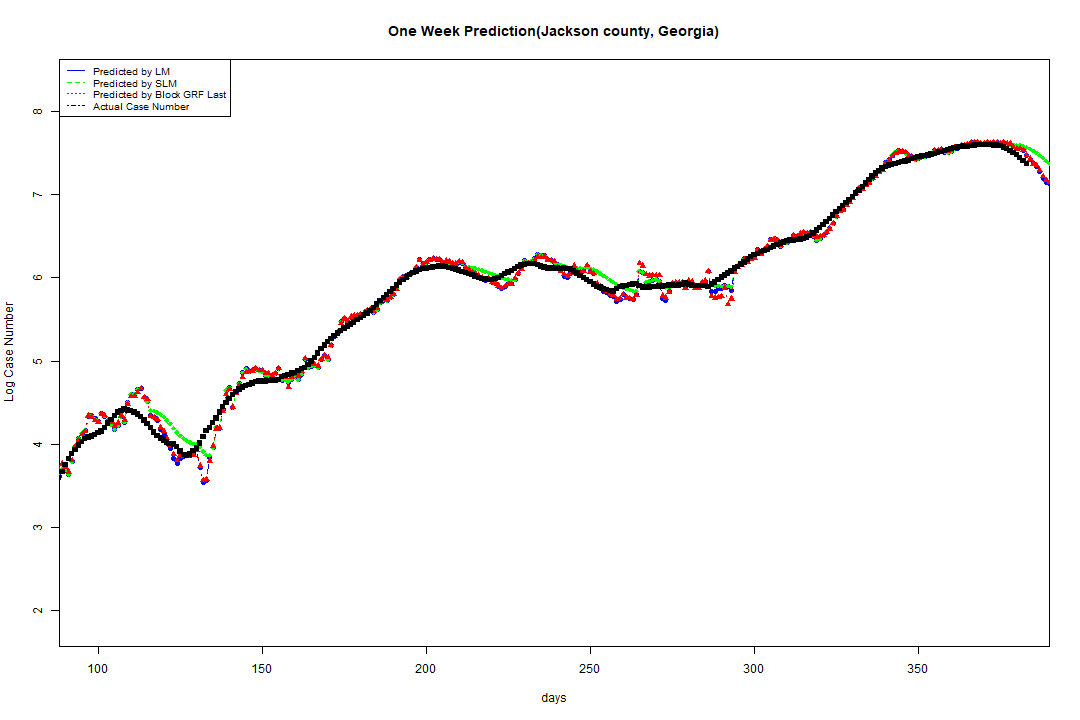 One Week Prediction(Jackson county, Georgia)
Predicted by LM
Predicted by SLM
Predicted by Block GRF Last
Actual Case Number
8
7
6
5
4
3
2
Log Case Number
100 150 200 250 300 350
days